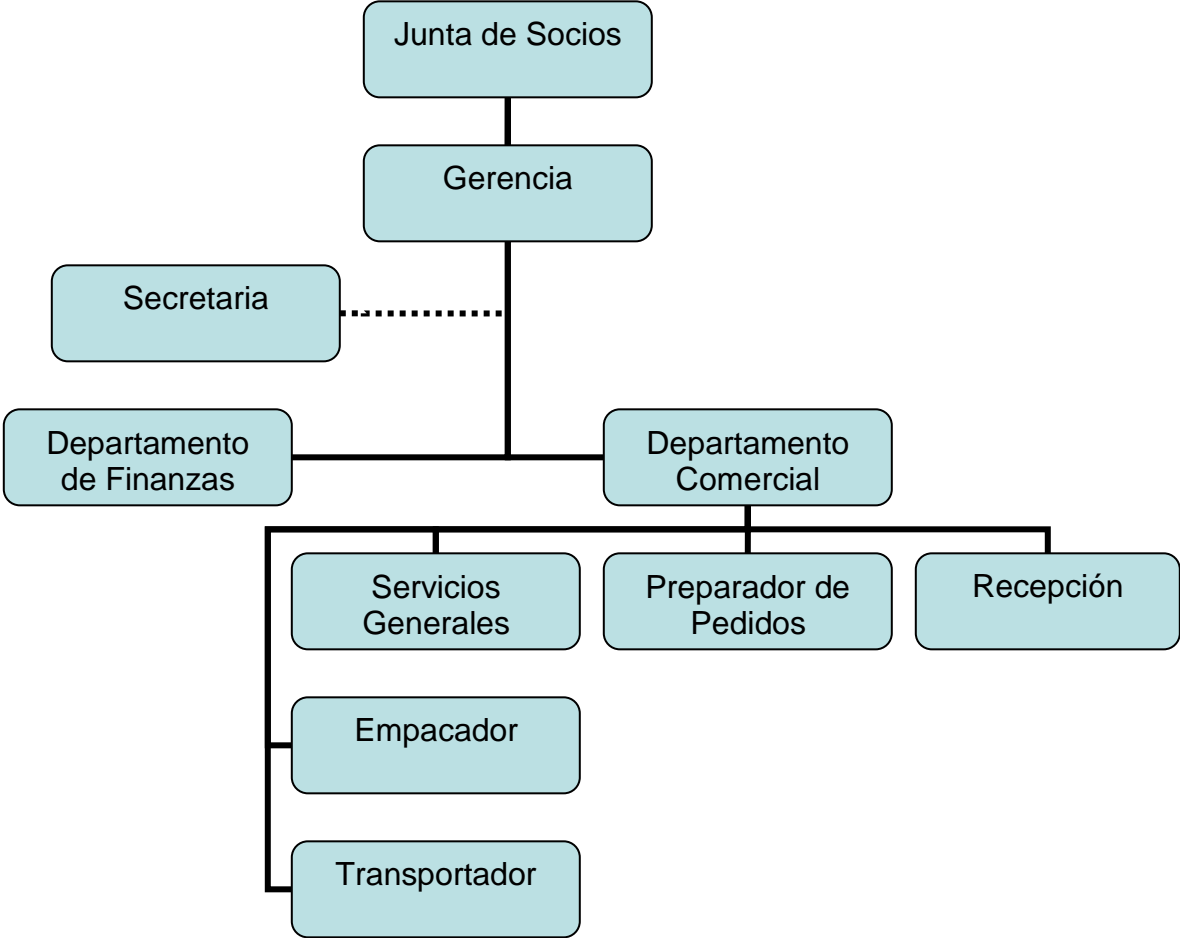 Junta de Socios
Gerencia
Secretaria
Departamento
de Finanzas
Departamento
Comercial
Servicios
Generales
Preparador de
Pedidos
Recepción
Empacador
Transportador